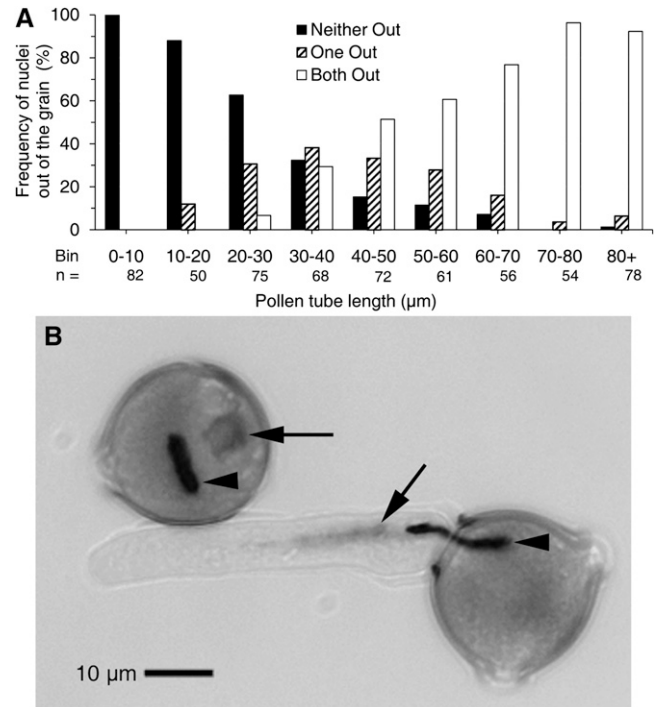 A
Frequency of nuclei
out of the grain (%)
100
80
60
40
20
0
Neither Out
One Out
Both Out
Bin 0-10 10-20 20-30 30-40 40-50 50-60 60-70 70-80 80+
n = 82 50 75 68 72 61 56 54 78
Pollen tube length (µm)
B
10 µm